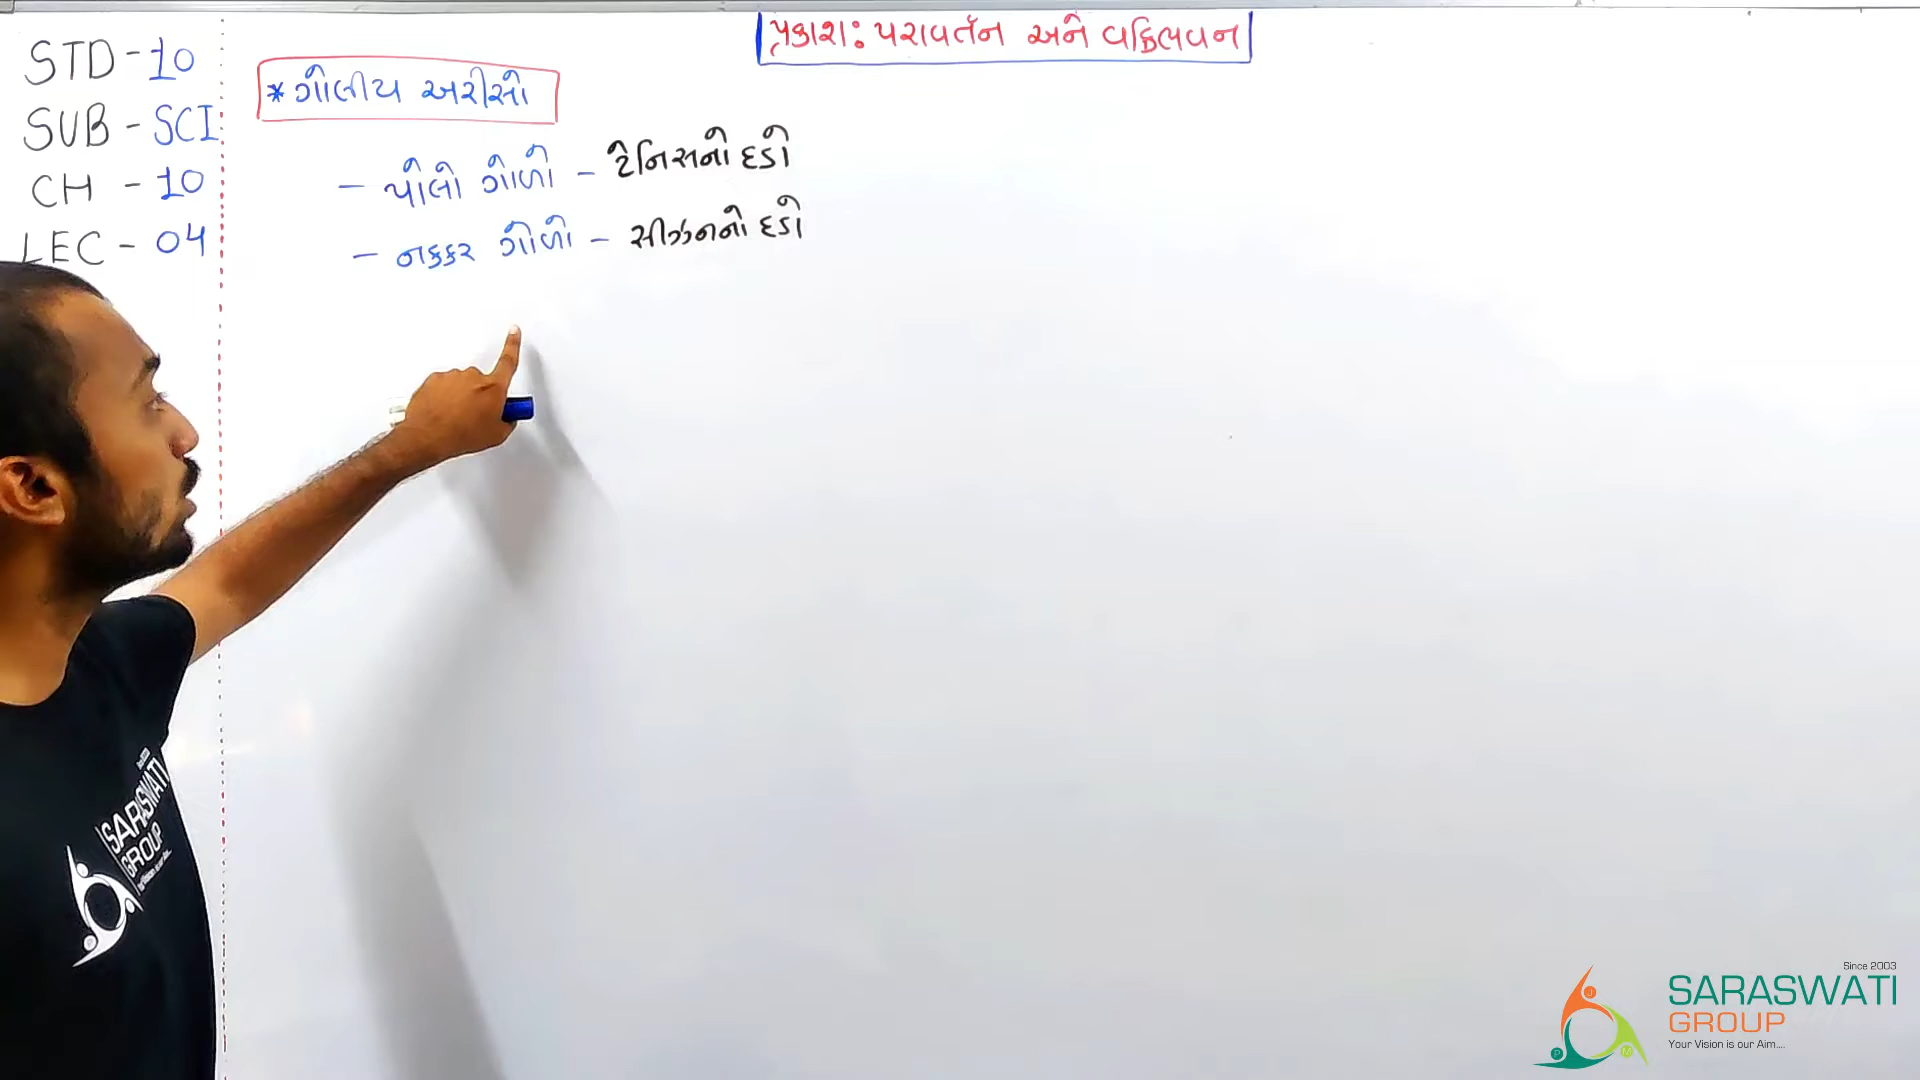 પ્રકાશ: પરાવર્તન અને વક્રીભવન
STD - 10
SUB - SCI
CH - 10
LEC - 04
* ગોલીય અરીસો
- પોલો ગોળો - ટેનિસનો દડો
- નક્કર ગોળો - સીઝનનો દડો
SARASWATI
GROUP
Since 2003
SARASWATI
GROUP
Your Vision is our Aim....